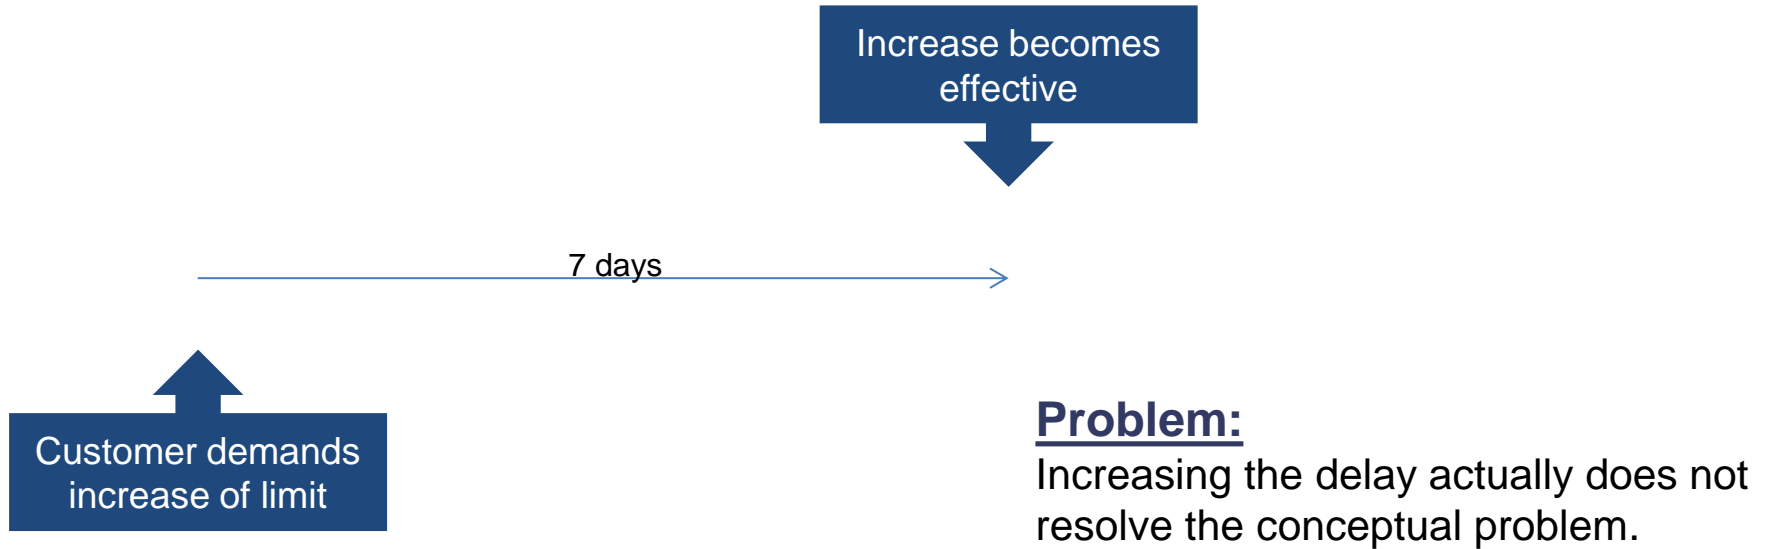 Increase becomes
effective
7 days
Customer demands
increase of limit
Problem:
Increasing the delay actually does not
resolve the conceptual problem.